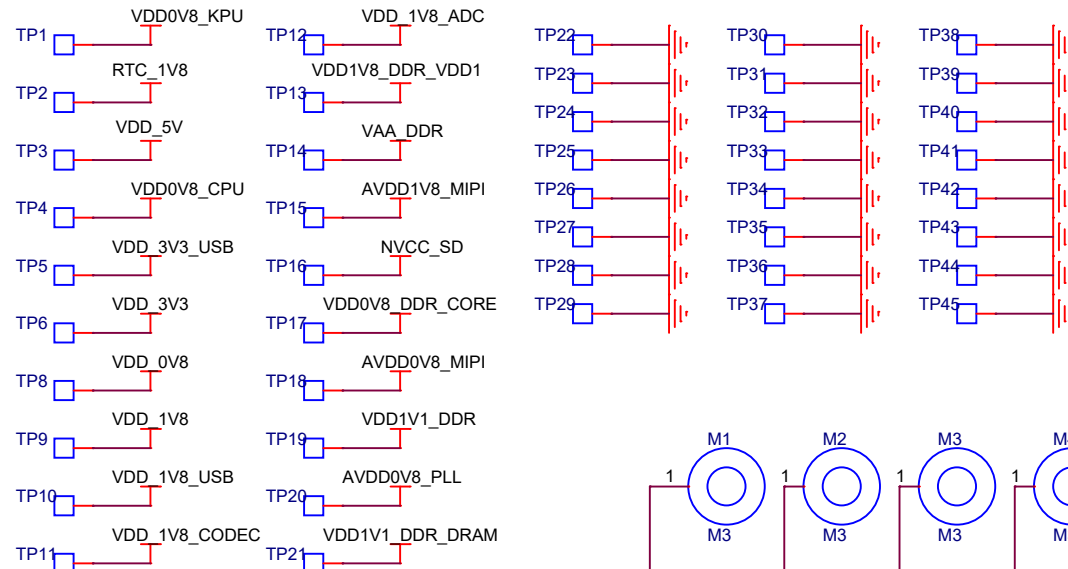 TP1 VDD0V8_KPU
TP2 RTC_1V8
TP3 VDD_5V
TP4 VDD0V8_CPU
TP5 VDD_3V3_USB
TP6 VDD_3V3
TP8 VDD_0V8
TP9 VDD_1V8
TP10 VDD_1V8_USB
TP11 VDD_1V8_CODEC
TP12 VDD_1V8_ADC
TP13 VDD1V8_DDR_VDD1
TP14 VAA_DDR
TP15 AVDD1V8_MIPI
TP16 NVCC_SD
TP17 VDD0V8_DDR_CORE
TP18 AVDD0V8_MIPI
TP19 VDD1V1_DDR
TP20 AVDD0V8_PLL
TP21 VDD1V1_DDR_DRAM
TP22
TP23
TP24
TP25
TP26
TP27
TP28
TP29
TP30
TP31
TP32
TP33
TP34
TP35
TP36
TP37
TP38
TP39
TP40
TP41
TP42
TP43
TP44
TP45
M1
1
M3
M2
1
M3
M3
1
M3
1